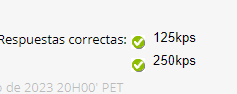 Respuestas correctas: 125kps
250kps
de 2023 20H00' PET